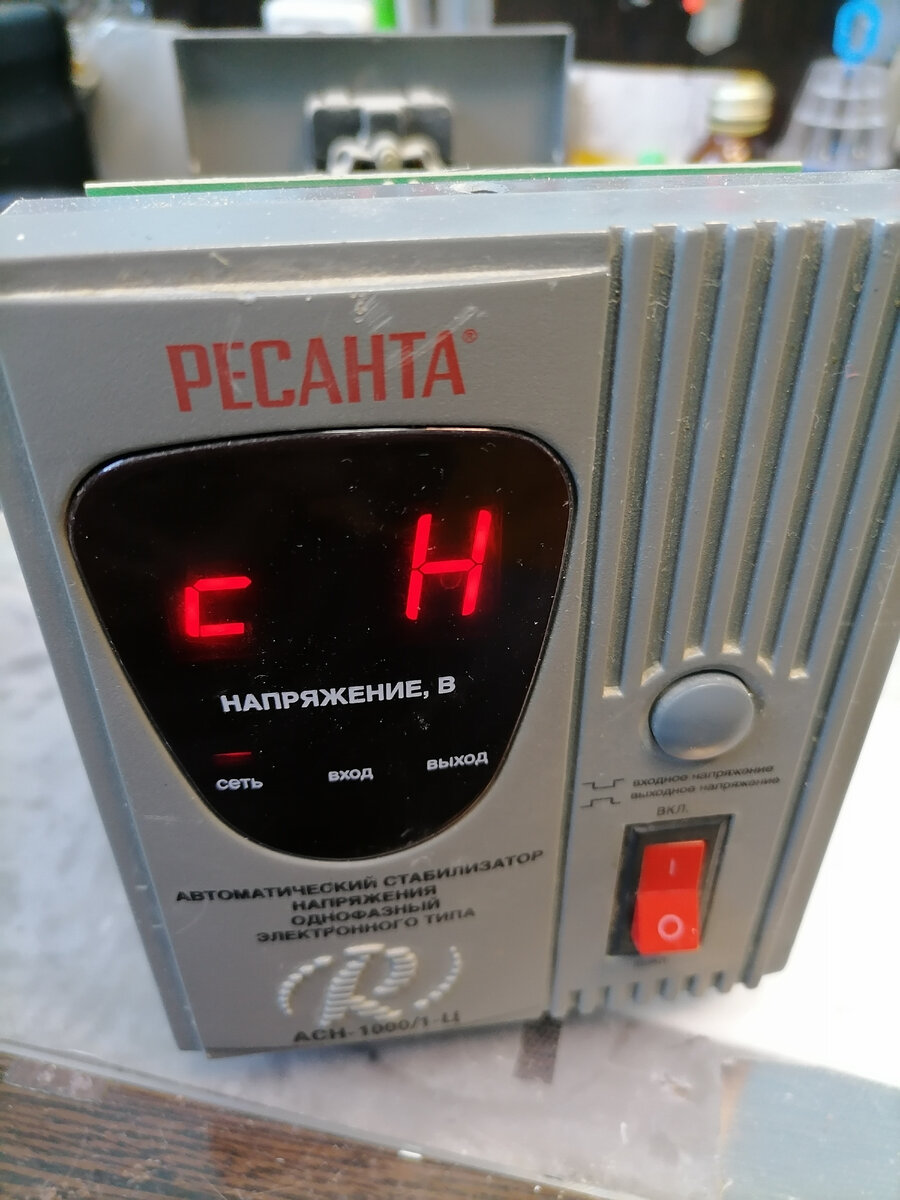 РЕСАНТА®
с H
НАПРЯЖЕНИЕ, В
сеть
вход
выход
входное напряжение
выходное напряжение
ВКЛ.
I
O
АВТОМАТИЧЕСКИЙ СТАБИЛИЗАТОР
НАПРЯЖЕНИЯ
ОДНОФАЗНЫЙ
ЭЛЕКТРОННОГО ТИПА
R
АСН-1000/1-Ц